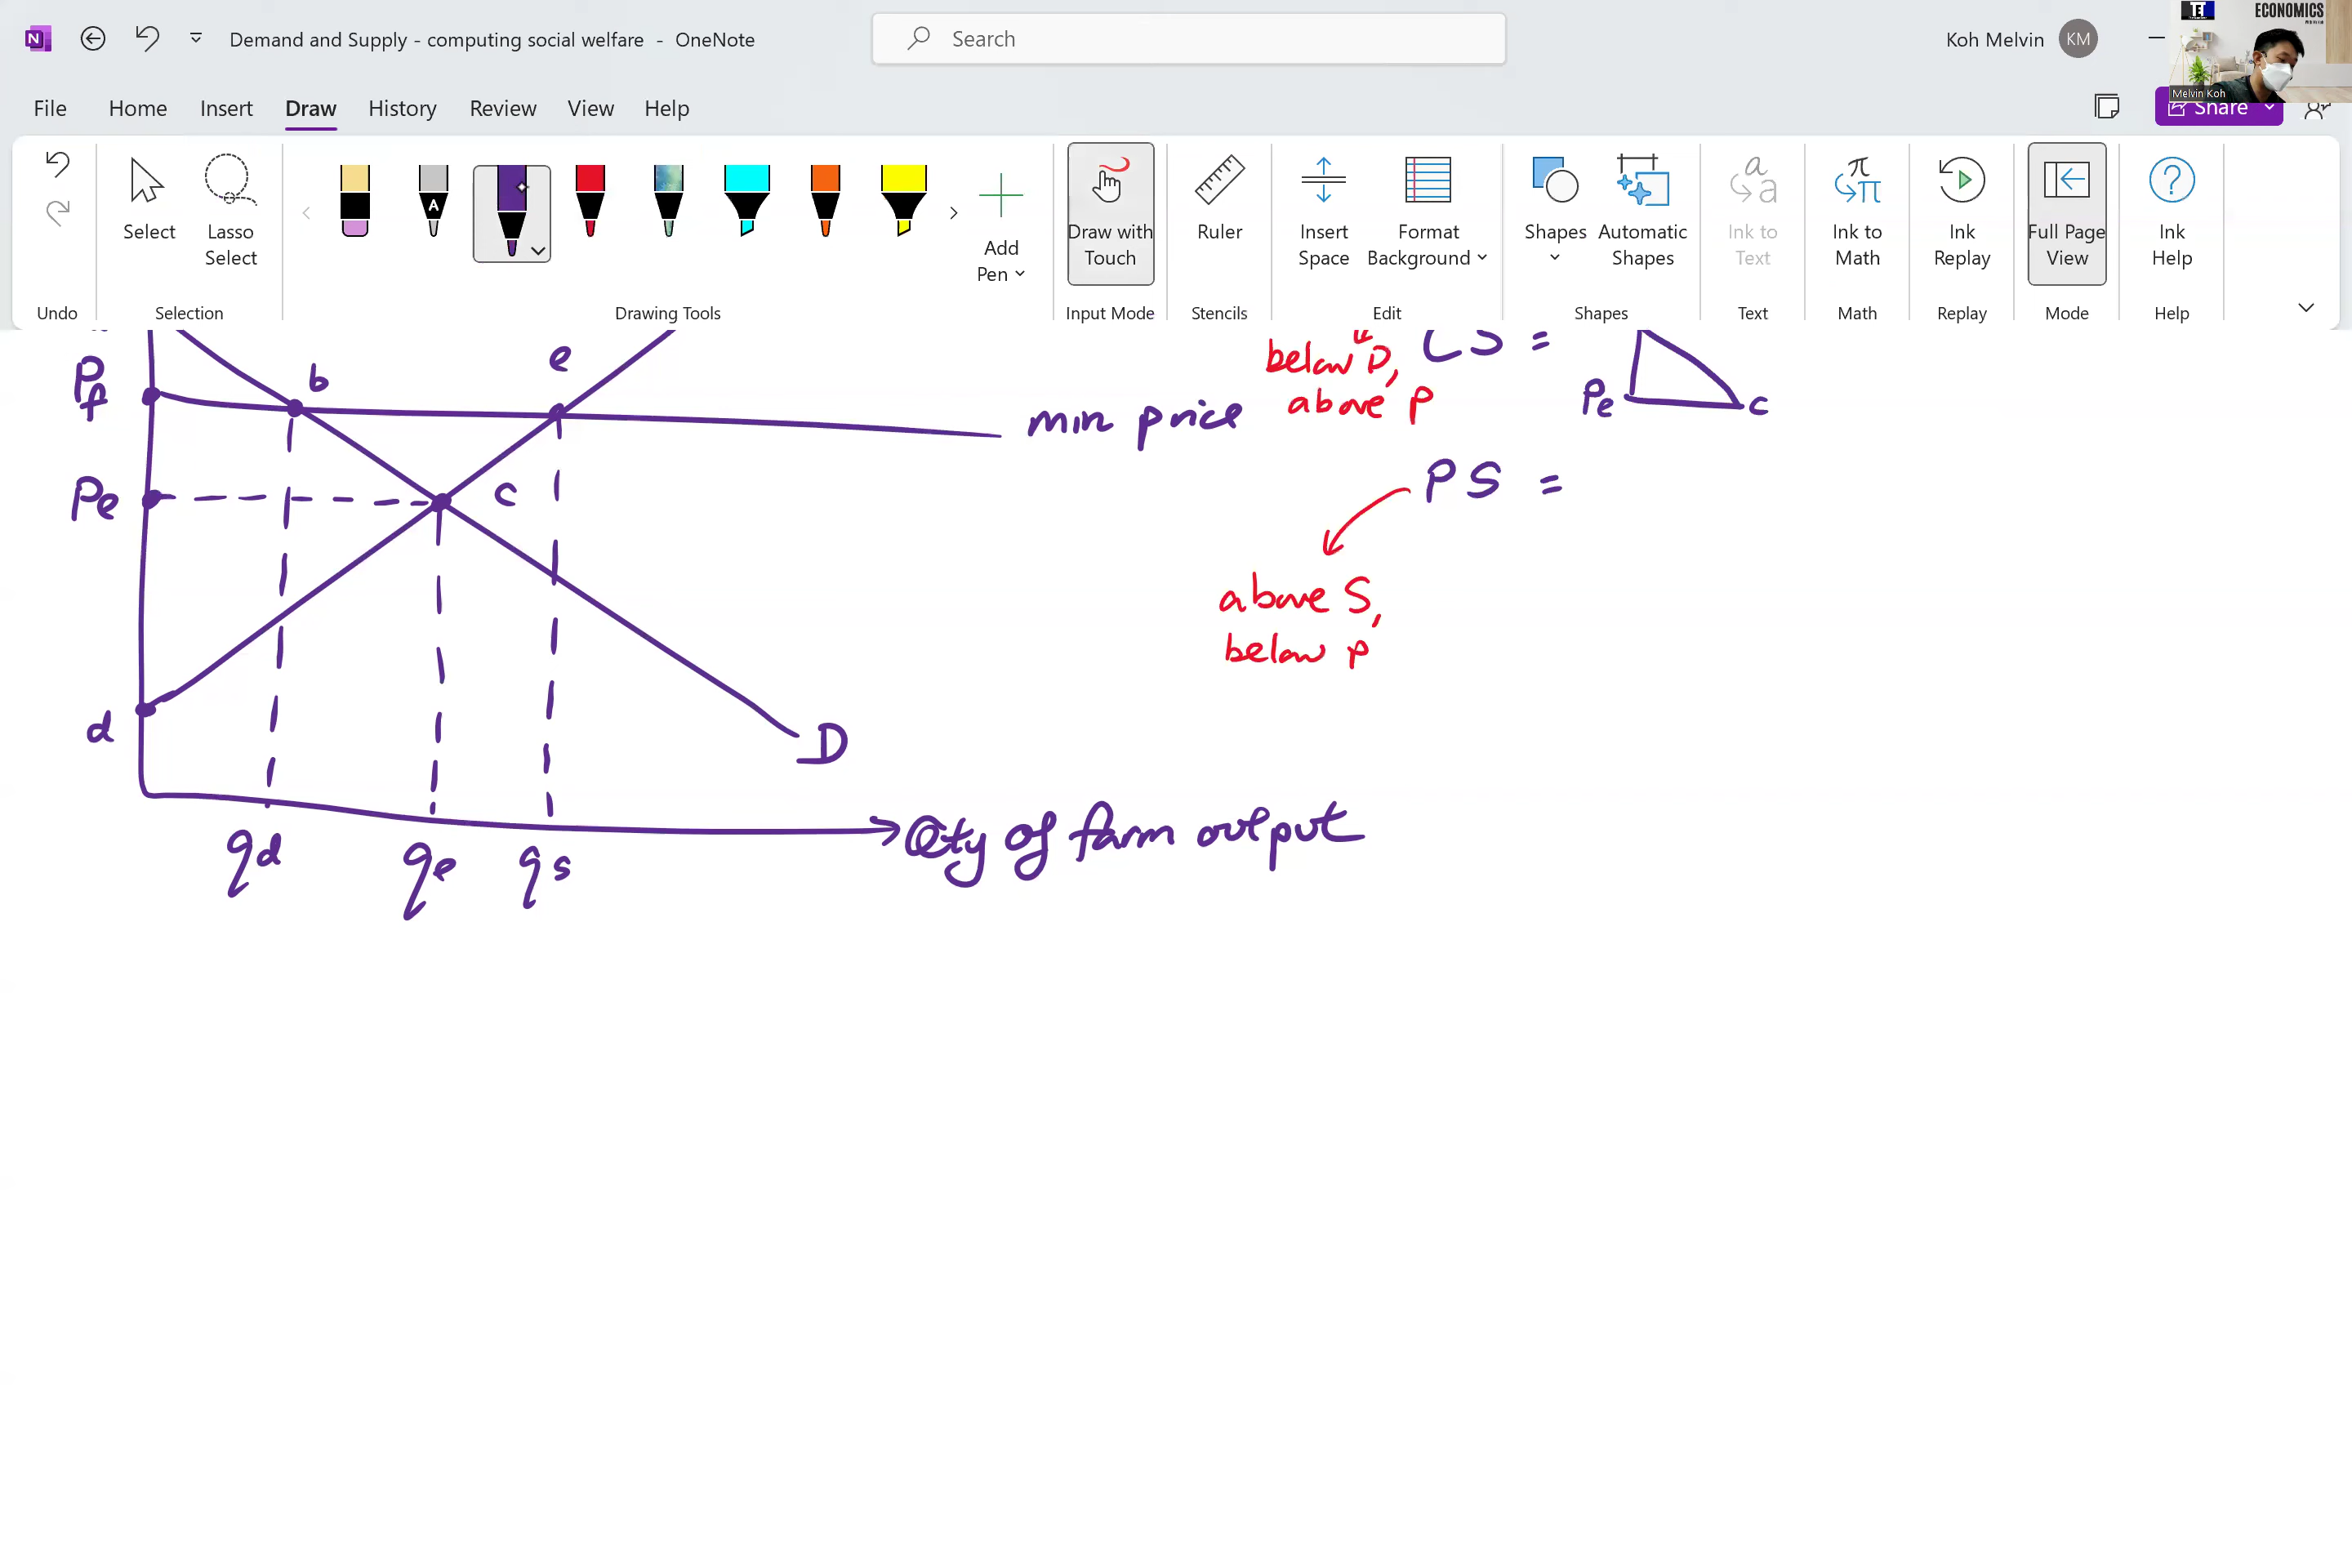 Demand and Supply - computing social welfare - OneNote
Search
Koh Melvin
KM
ECONOMICS
Melvin Koh
File Home Insert Draw History Review View Help
Share
Select
Lasso Select
A
Add Pen
Draw with Touch
Ruler
Insert Space
Format Background
Shapes
Automatic Shapes
Ink to Text
Ink to Math
Ink Replay
Full Page View
Ink Help
Undo
Selection
Drawing Tools
Input Mode
Stencils
Edit
Shapes
Text
Math
Replay
Mode
Help
Pf
b
e
min price
below D,
above P
CS =
Pe
c
Pe
c
PS =
above S,
below P
d
D
qd
qe
qs
Qty of farm output